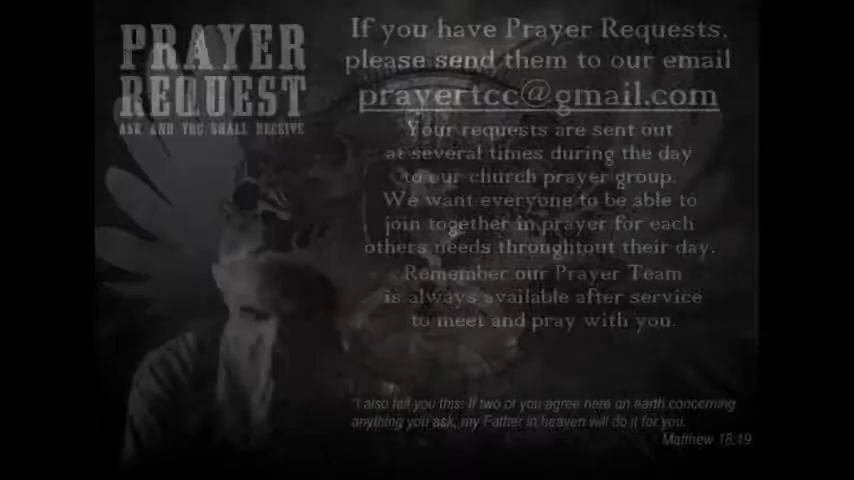 PRAYER
REQUEST
ASK AND YOU SHALL RECEIVE
If you have Prayer Requests,
please send them to our email
prayertcc@gmail.com
Your requests are sent out
at several times during the day
to our church prayer group.
We want everyone to be able to
join together in prayer for each
others needs throughtout their day.
Remember our Prayer Team
is always available after service
to meet and pray with you.
"I also tell you this: If two of you agree here on earth concerning
anything you ask, my Father in heaven will do it for you.
Matthew 18.19